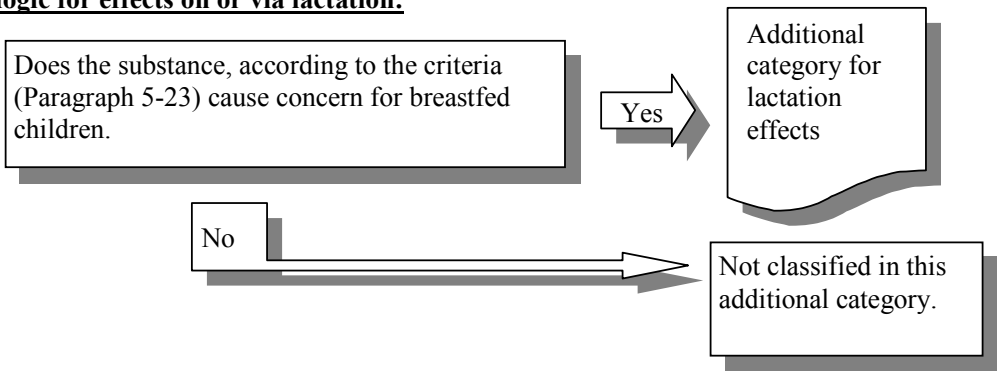 logic for effects on or via lactation:
Does the substance, according to the criteria
(Paragraph 5-23) cause concern for breastfed
children.
Yes
Additional
category for
lactation
effects
No
Not classified in this
additional category.